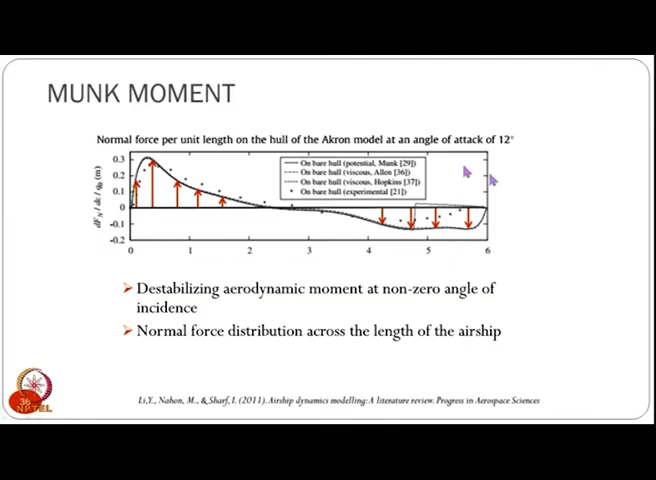 MUNK MOMENT
Normal force per unit length on the hull of the Akron model at an angle of attack of 12°
On bare hull (potential, Munk [29])
On bare hull (viscous, Allen [36])
On bare hull (viscous, Hopkins [37])
On bare hull (experimental [21])
0.3
0.2
0.1
0
-0.1
-0.2
0 1 2 3 4 5 6
Destabilizing aerodynamic moment at non-zero angle of
incidence
Normal force distribution across the length of the airship
36
NPTEL
Li,Y., Nahon, M., & Sharf, I. (2011). Airship dynamics modelling: A literature review. Progress in Aerospace Sciences